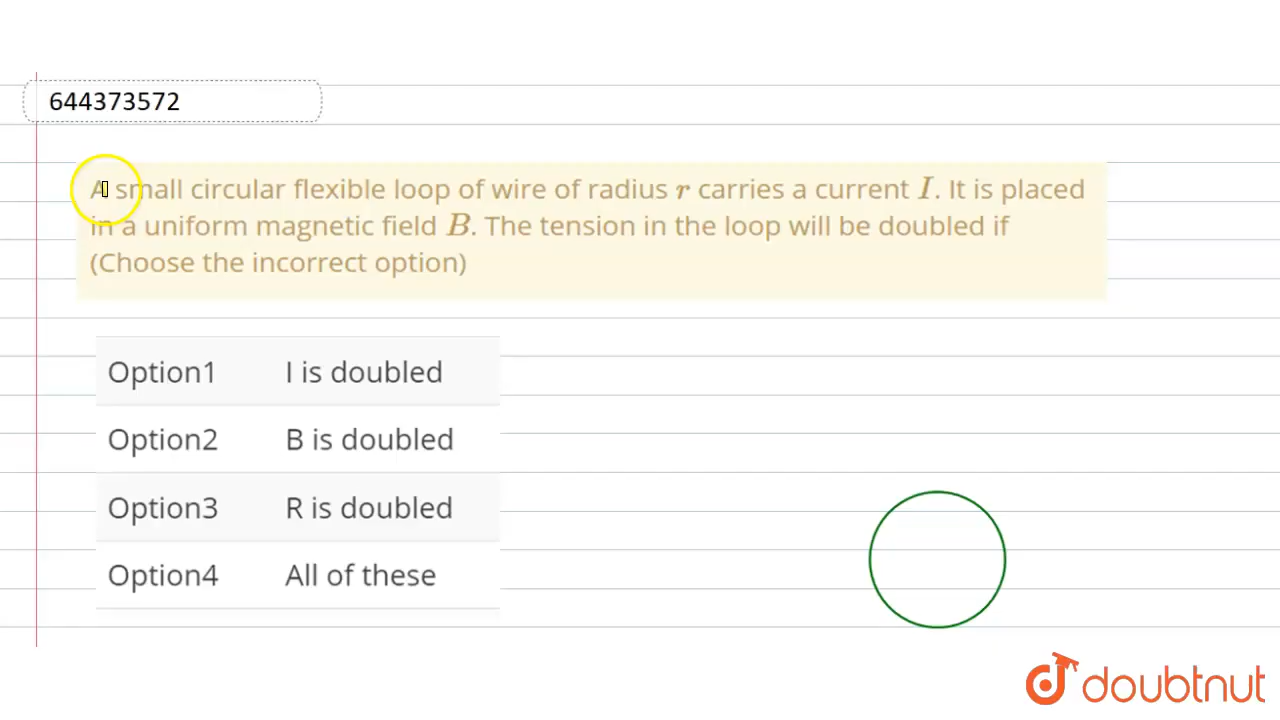 644373572
A small circular flexible loop of wire of radius r carries a current I. It is placed
in a uniform magnetic field B. The tension in the loop will be doubled if
(Choose the incorrect option)
Option1 I is doubled
Option2 B is doubled
Option3 R is doubled
Option4 All of these
doubtnut